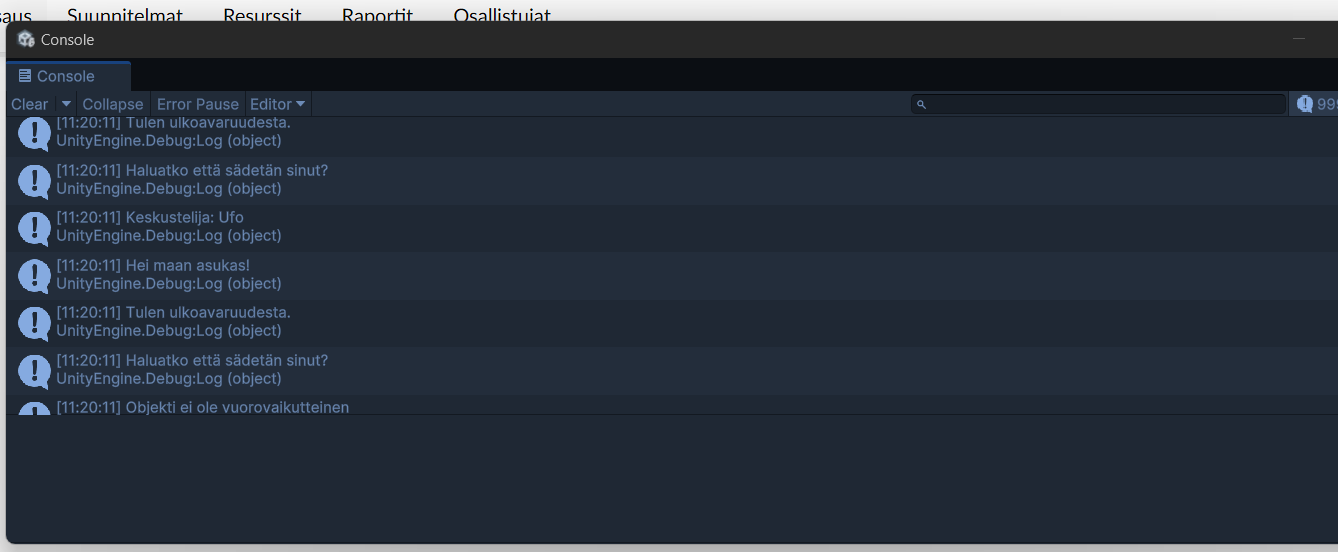 Suunnitelmat Resurssit Raportit Osallistujat
Console
Console
Clear Collapse Error Pause Editor
[11:20:11] Tulen ulkoavaruudesta.
UnityEngine.Debug:Log (object)
[11:20:11] Haluatko että sädetän sinut?
UnityEngine.Debug:Log (object)
[11:20:11] Keskustelija: Ufo
UnityEngine.Debug:Log (object)
[11:20:11] Hei maan asukas!
UnityEngine.Debug:Log (object)
[11:20:11] Tulen ulkoavaruudesta.
UnityEngine.Debug:Log (object)
[11:20:11] Haluatko että sädetän sinut?
UnityEngine.Debug:Log (object)
[11:20:11] Objekti ei ole vuorovaikutteinen